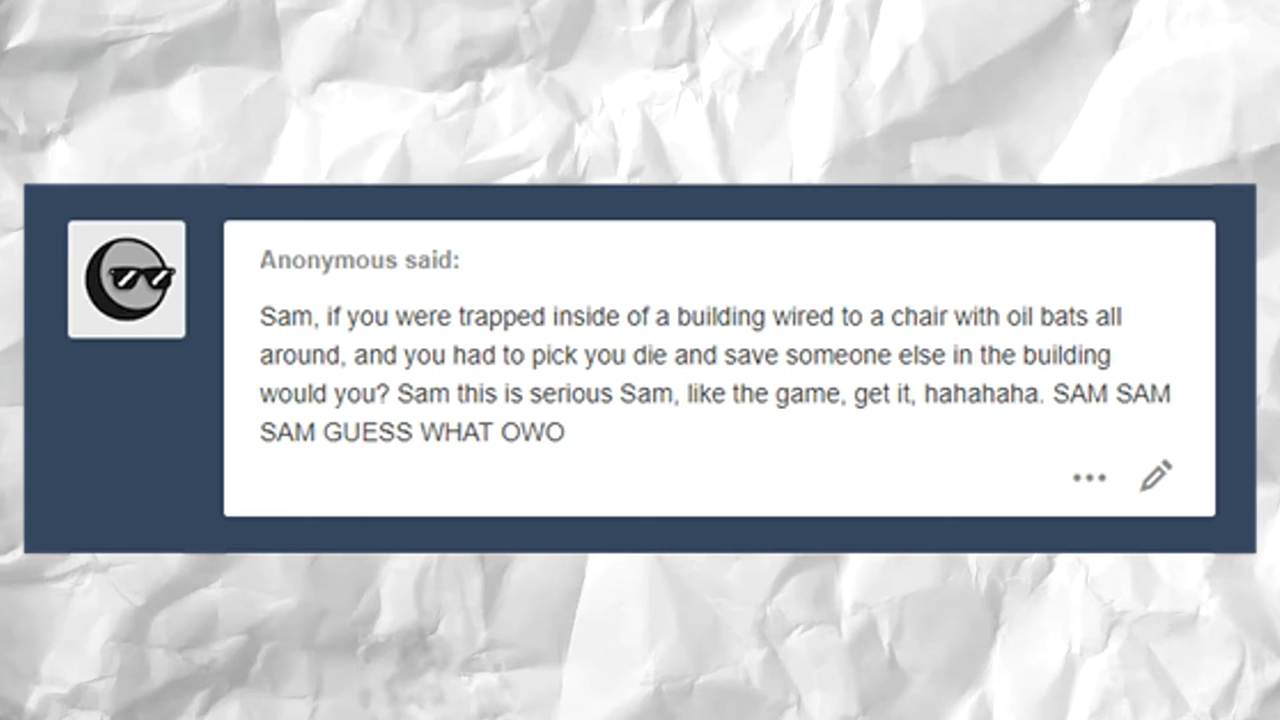 Anonymous said:
Sam, if you were trapped inside of a building wired to a chair with oil bats all
around, and you had to pick you die and save someone else in the building
would you? Sam this is serious Sam, like the game, get it, hahahaha. SAM SAM
SAM GUESS WHAT OWO